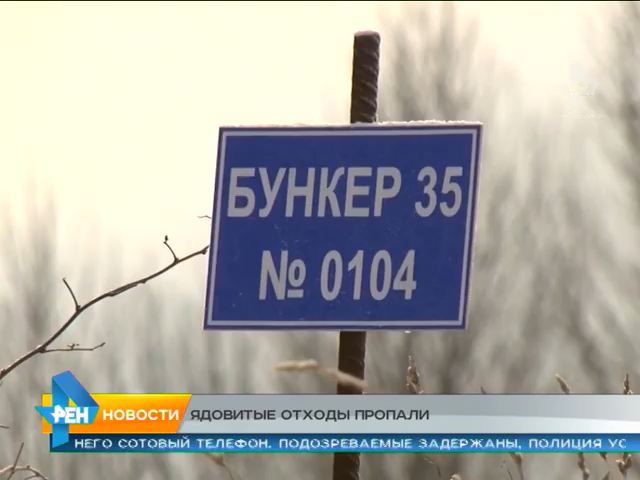 БУНКЕР 35
№ 0104
РЕН НОВОСТИ ЯДОВИТЫЕ ОТХОДЫ ПРОПАЛИ
НЕГО СОТОВЫЙ ТЕЛЕФОН. ПОДОЗРЕВАЕМЫЕ ЗАДЕРЖАНЫ, ПОЛИЦИЯ УС